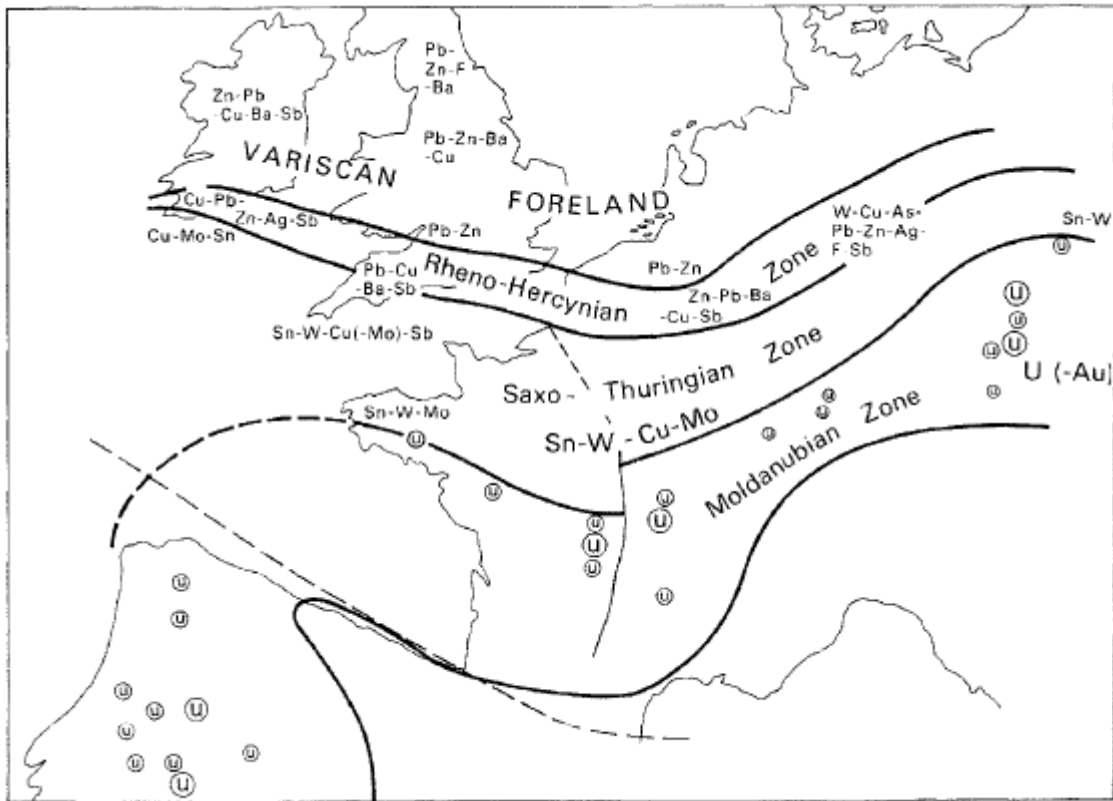 Pb-
Zn-F
-Ba
Zn-Pb
-Cu-Ba-Sb
Pb-Zn-Ba
-Cu
VARISCAN
FORELAND
Cu-Pb-
Zn-Ag-Sb
Cu-Mo-Sn
Pb-Zn
W-Cu-As-
Pb-Zn-Ag-
F-Sb
Sn-W
u
Rheno-Hercynian
Zone
Pb-Zn
Pb-Cu
-Ba-Sb
Zn-Pb-Ba
-Cu-Sb
Sn-W-Cu(-Mo)-Sb
U
u
U
u
U (-Au)
u
Saxo-
Thuringian
Zone
Sn-W-Mo
u
Sn-W
-Cu-Mo
u
u
u
Moldanubian
Zone
u
u
U
u
U
u
u
u
u
u
u
U
u
u
u
u
U